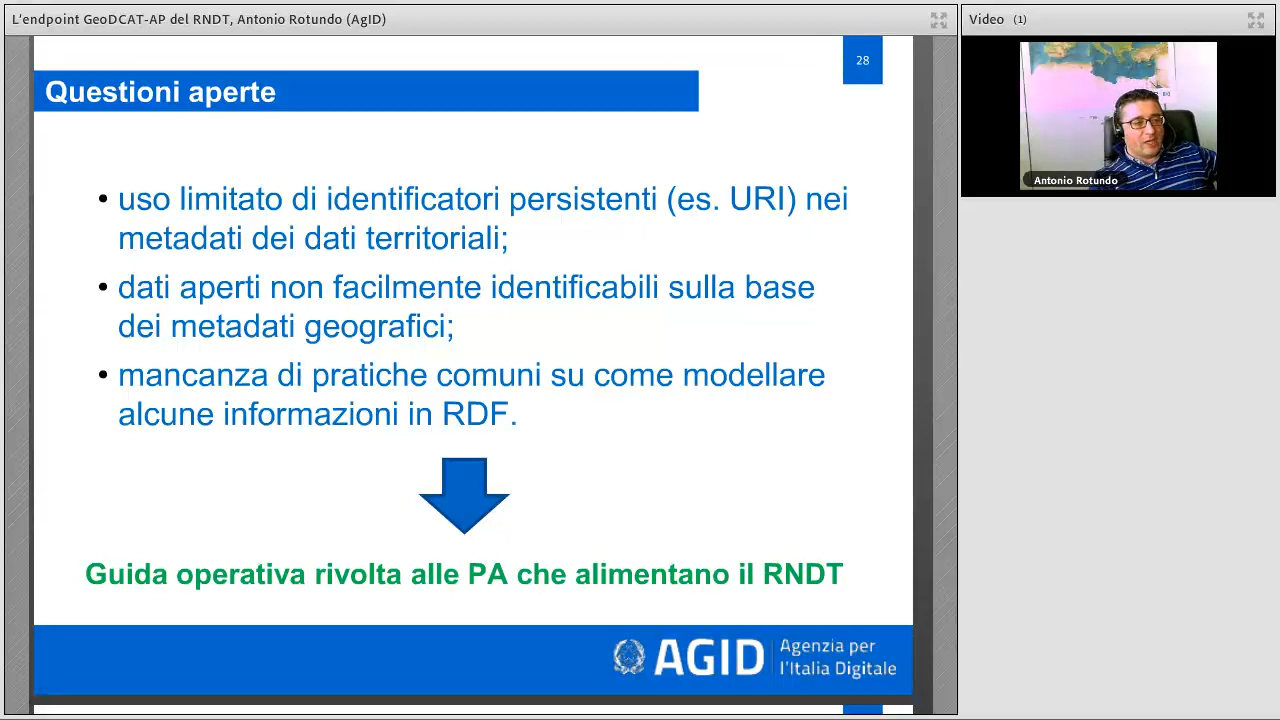 L'endpoint GeoDCAT-AP del RNDT, Antonio Rotundo (AgID)
Video (1)
28
Questioni aperte
• uso limitato di identificatori persistenti (es. URI) nei
metadati dei dati territoriali;
• dati aperti non facilmente identificabili sulla base
dei metadati geografici;
• mancanza di pratiche comuni su come modellare
alcune informazioni in RDF.
Guida operativa rivolta alle PA che alimentano il RNDT
AGID
Agenzia per
l'Italia Digitale
Antonio Rotundo